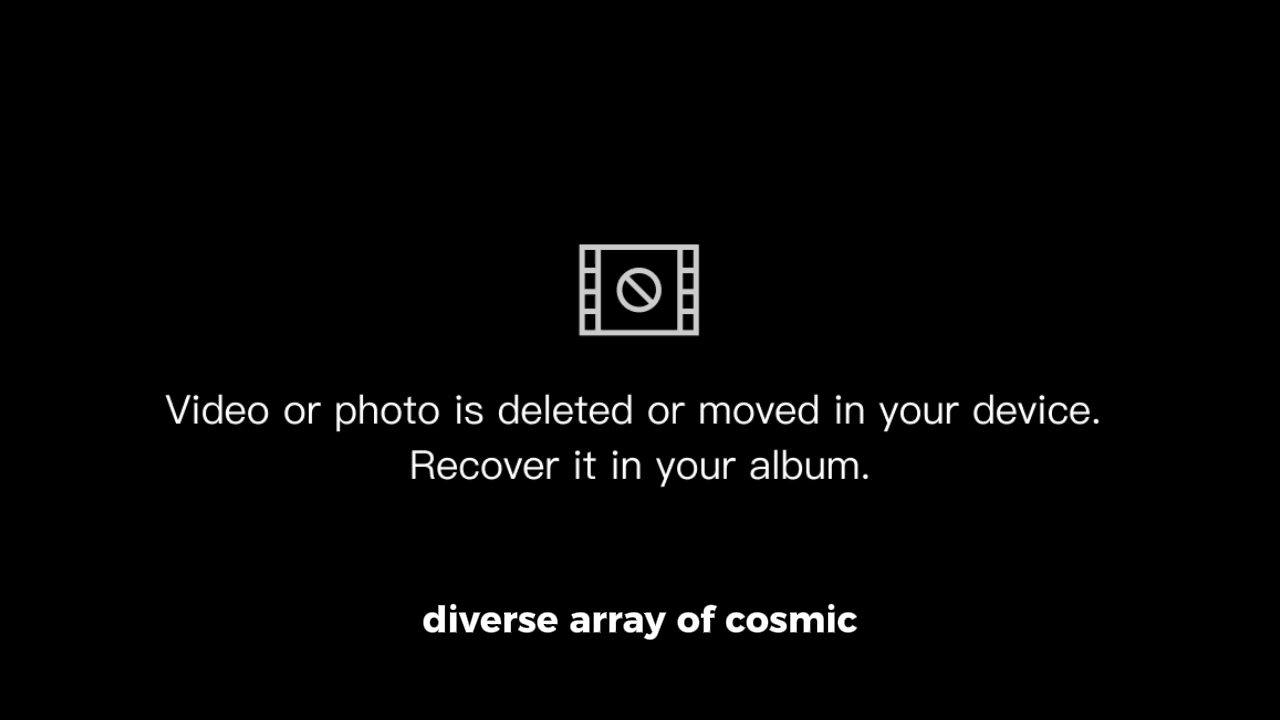 Video or photo is deleted or moved in your device.
Recover it in your album.
diverse array of cosmic